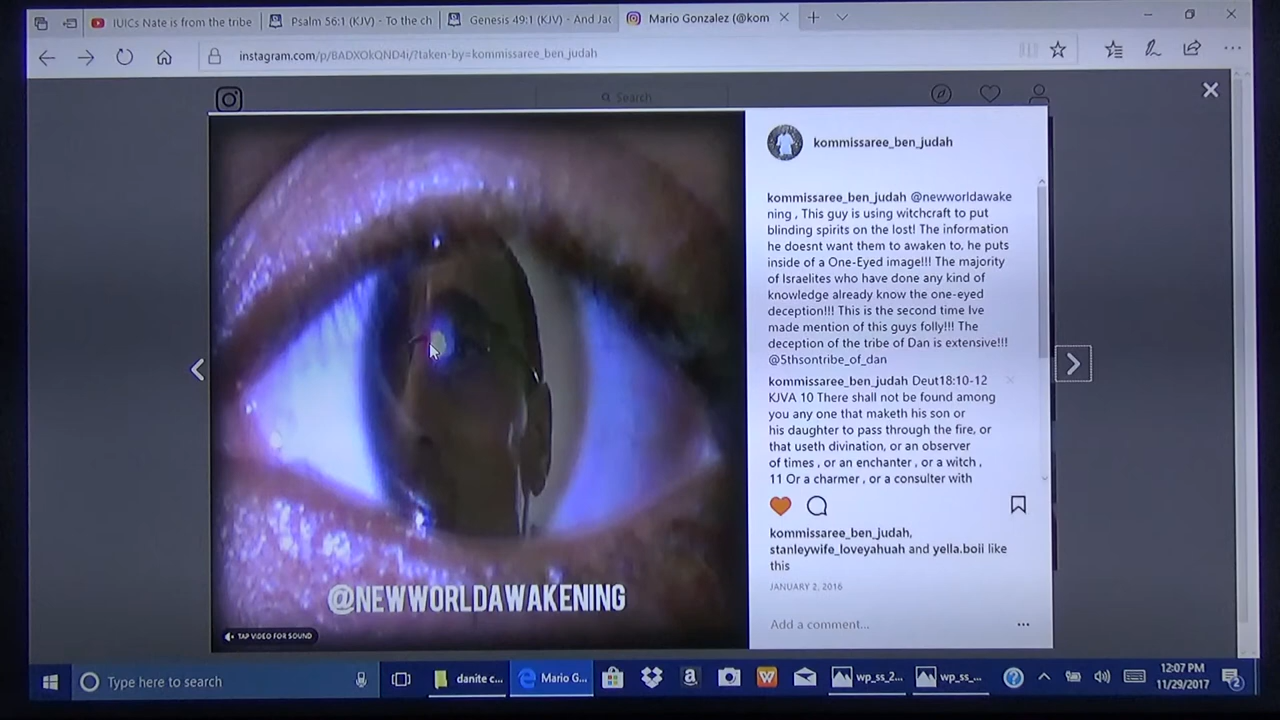 IUICs Nate is from the tribe
Psalm 56:1 (KJV) - To the ch
Genesis 49:1 (KJV) - And Jac
Mario Gonzalez (@kom
instagram.com/p/BADXOkQND4i/?taken-by=kommissaree_ben_judah
Search
kommissaree_ben_judah
kommissaree_ben_judah @newworldawake
ning , This guy is using witchcraft to put
blinding spirits on the lost! The information
he doesnt want them to awaken to, he puts
inside of a One-Eyed image!!! The majority
of Israelites who have done any kind of
knowledge already know the one-eyed
deception!!! This is the second time Ive
made mention of this guys folly!!! The
deception of the tribe of Dan is extensive!!!
@5thsontribe_of_dan
kommissaree_ben_judah Deut18:10-12
KJVA 10 There shall not be found among
you any one that maketh his son or
his daughter to pass through the fire, or
that useth divination, or an observer
of times , or an enchanter , or a witch ,
11 Or a charmer , or a consulter with
kommissaree_ben_judah,
stanleywife_loveyahuah and yella.boii like
this
JANUARY 2, 2016
Add a comment...
@NEWWORLDAWAKENING
TAP VIDEO FOR SOUND
Type here to search
danite c...
Mario G...
wp_ss_2...
wp_ss_...
12:07 PM
11/29/2017
2